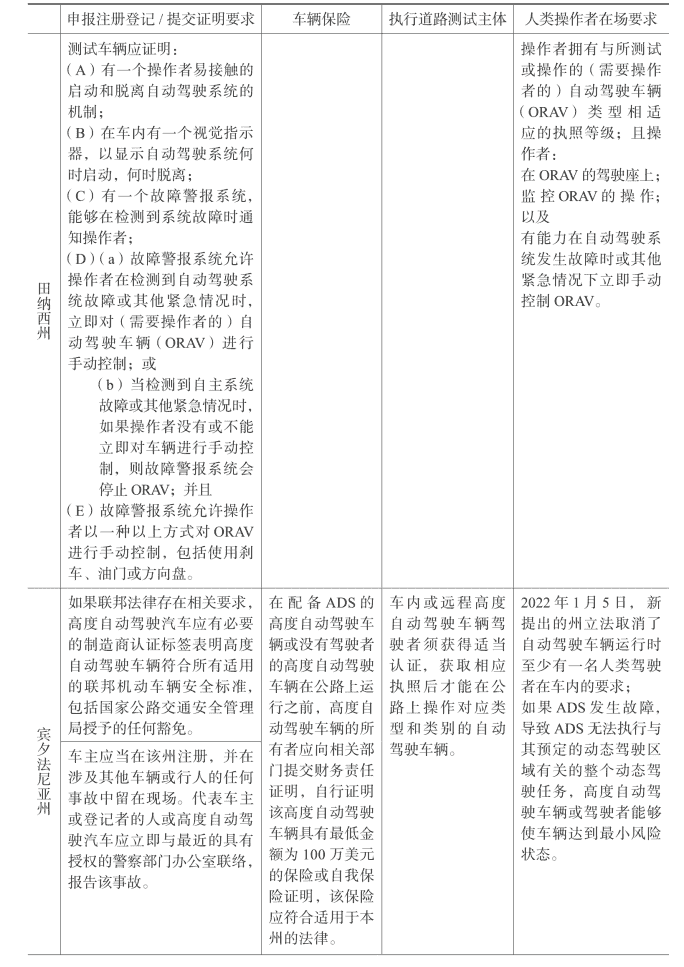 申报注册登记 / 提交证明要求
车辆保险
执行道路测试主体
人类操作者在场要求
田纳西州
测试车辆应证明：
（A）有一个操作者易接触的
启动和脱离自动驾驶系统的
机制；
（B）在车内有一个视觉指示
器，以显示自动驾驶系统何
时启动，何时脱离；
（C）有一个故障警报系统，
能够在检测到系统故障时通
知操作者；
（D）（a）故障警报系统允许
操作者在检测到自动驾驶系
统故障或其他紧急情况时，
立即对（需要操作者的）自
动驾驶车辆（ORAV）进行
手动控制；或
（b）当检测到自主系统
故障或其他紧急情况时，
如果操作者没有或不能
立即对车辆进行手动控
制，则故障警报系统会
停止 ORAV；并且
（E）故障警报系统允许操作
者以一种以上方式对 ORAV
进行手动控制，包括使用刹
车、油门或方向盘。
操作者拥有与所测试
或操作的（需要操作
者的）自动驾驶车辆
（ORAV）类型相适
应的执照等级；且操
作者：
在 ORAV 的驾驶座上；
监控 ORAV 的操作；
以及
有能力在自动驾驶系
统发生故障时或其他
紧急情况下立即手动
控制 ORAV。
宾夕法尼亚州
如果联邦法律存在相关要求，
高度自动驾驶汽车应有必要
的制造商认证标签表明高度
自动驾驶车辆符合所有适用
的联邦机动车辆安全标准，
包括国家公路交通安全管理
局授予的任何豁免。
车主应当在该州注册，并在
涉及其他车辆或行人的任何
事故中留在现场。代表车主
或登记者的人或高度自动驾
驶汽车应立即与最近的具有
授权的警察部门办公室联络，
报告该事故。
在配备 ADS 的
高度自动驾驶车
辆或没有驾驶者
的高度自动驾驶
车辆在公路上运
行之前，高度自
动驾驶车辆的所
有者应向相关部
门提交财务责任
证明，自行证明
该高度自动驾驶
车辆具有最低金
额为 100 万美元
的保险或自我保
险证明，该保险
应符合适用于本
州的法律。
车内或远程高度
自动驾驶车辆驾
驶者须获得适当
认证，获取相应
执照后才能在公
路上操作对应类
型和类别的自动
驾驶车辆。
2022 年 1 月 5 日，新
提出的州立法取消了
自动驾驶车辆运行时
至少有一名人类驾驶
者在车内的要求；
如果 ADS 发生故障，
导致 ADS 无法执行与
其预定的动态驾驶区
域有关的整个动态驾
驶任务，高度自动驾
驶车辆或驾驶者能够
使车辆达到最小风险
状态。